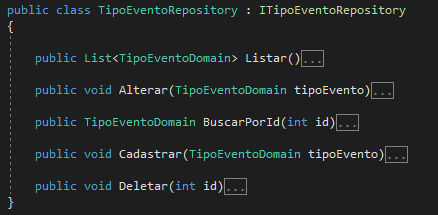 public class TipoEventoRepository : ITipoEventoRepository
{
public List<TipoEventoDomain> Listar()...
public void Alterar(TipoEventoDomain tipoEvento)...
public TipoEventoDomain BuscarPorId(int id)...
public void Cadastrar(TipoEventoDomain tipoEvento)...
public void Deletar(int id)...
}